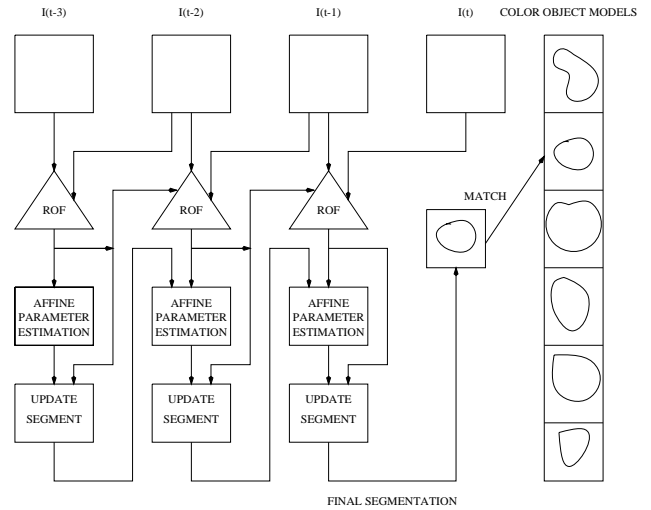 I(t-3)
I(t-2)
I(t-1)
I(t)
COLOR OBJECT MODELS
ROF
ROF
ROF
MATCH
AFFINE
PARAMETER
ESTIMATION
AFFINE
PARAMETER
ESTIMATION
AFFINE
PARAMETER
ESTIMATION
UPDATE
SEGMENT
UPDATE
SEGMENT
UPDATE
SEGMENT
FINAL SEGMENTATION